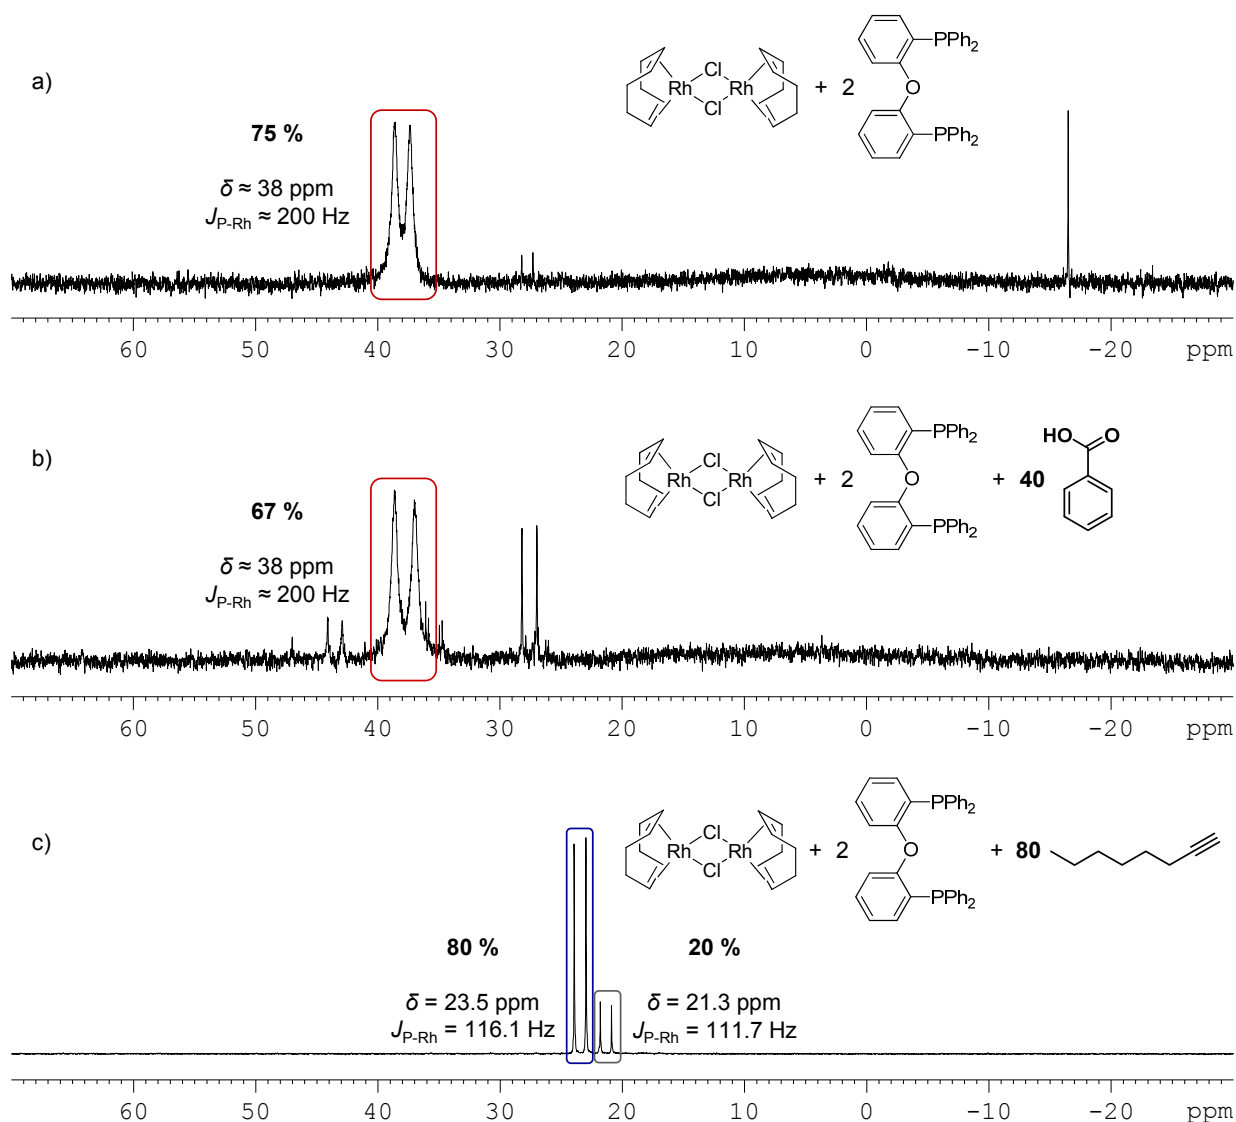 a)
Cl
Rh Rh + 2
Cl
PPh2
O
PPh2
75 %
δ ≈ 38 ppm
JP-Rh ≈ 200 Hz
60 50 40 30 20 10 0 -10 -20 ppm
b)
Cl
Rh Rh + 2
Cl
PPh2
O
PPh2
+ 40
HO O
67 %
δ ≈ 38 ppm
JP-Rh ≈ 200 Hz
60 50 40 30 20 10 0 -10 -20 ppm
c)
Cl
Rh Rh + 2
Cl
PPh2
O
PPh2
+ 80
80 %
δ = 23.5 ppm
JP-Rh = 116.1 Hz
20 %
δ = 21.3 ppm
JP-Rh = 111.7 Hz
60 50 40 30 20 10 0 -10 -20 ppm